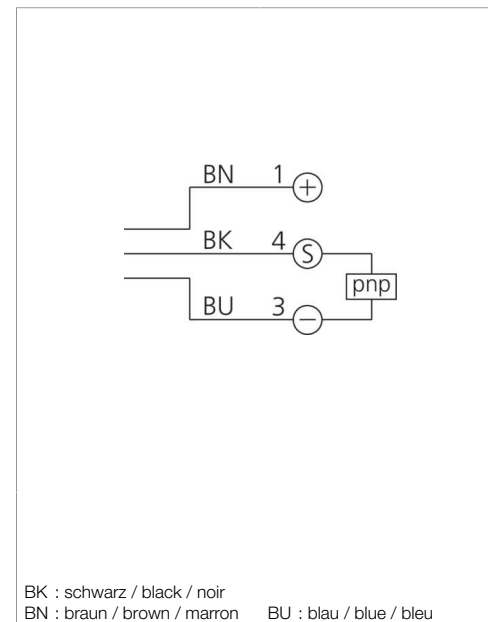 BN 1 +
BK 4 S
pnp
BU 3 −
BK : schwarz / black / noir
BN : braun / brown / marron BU : blau / blue / bleu